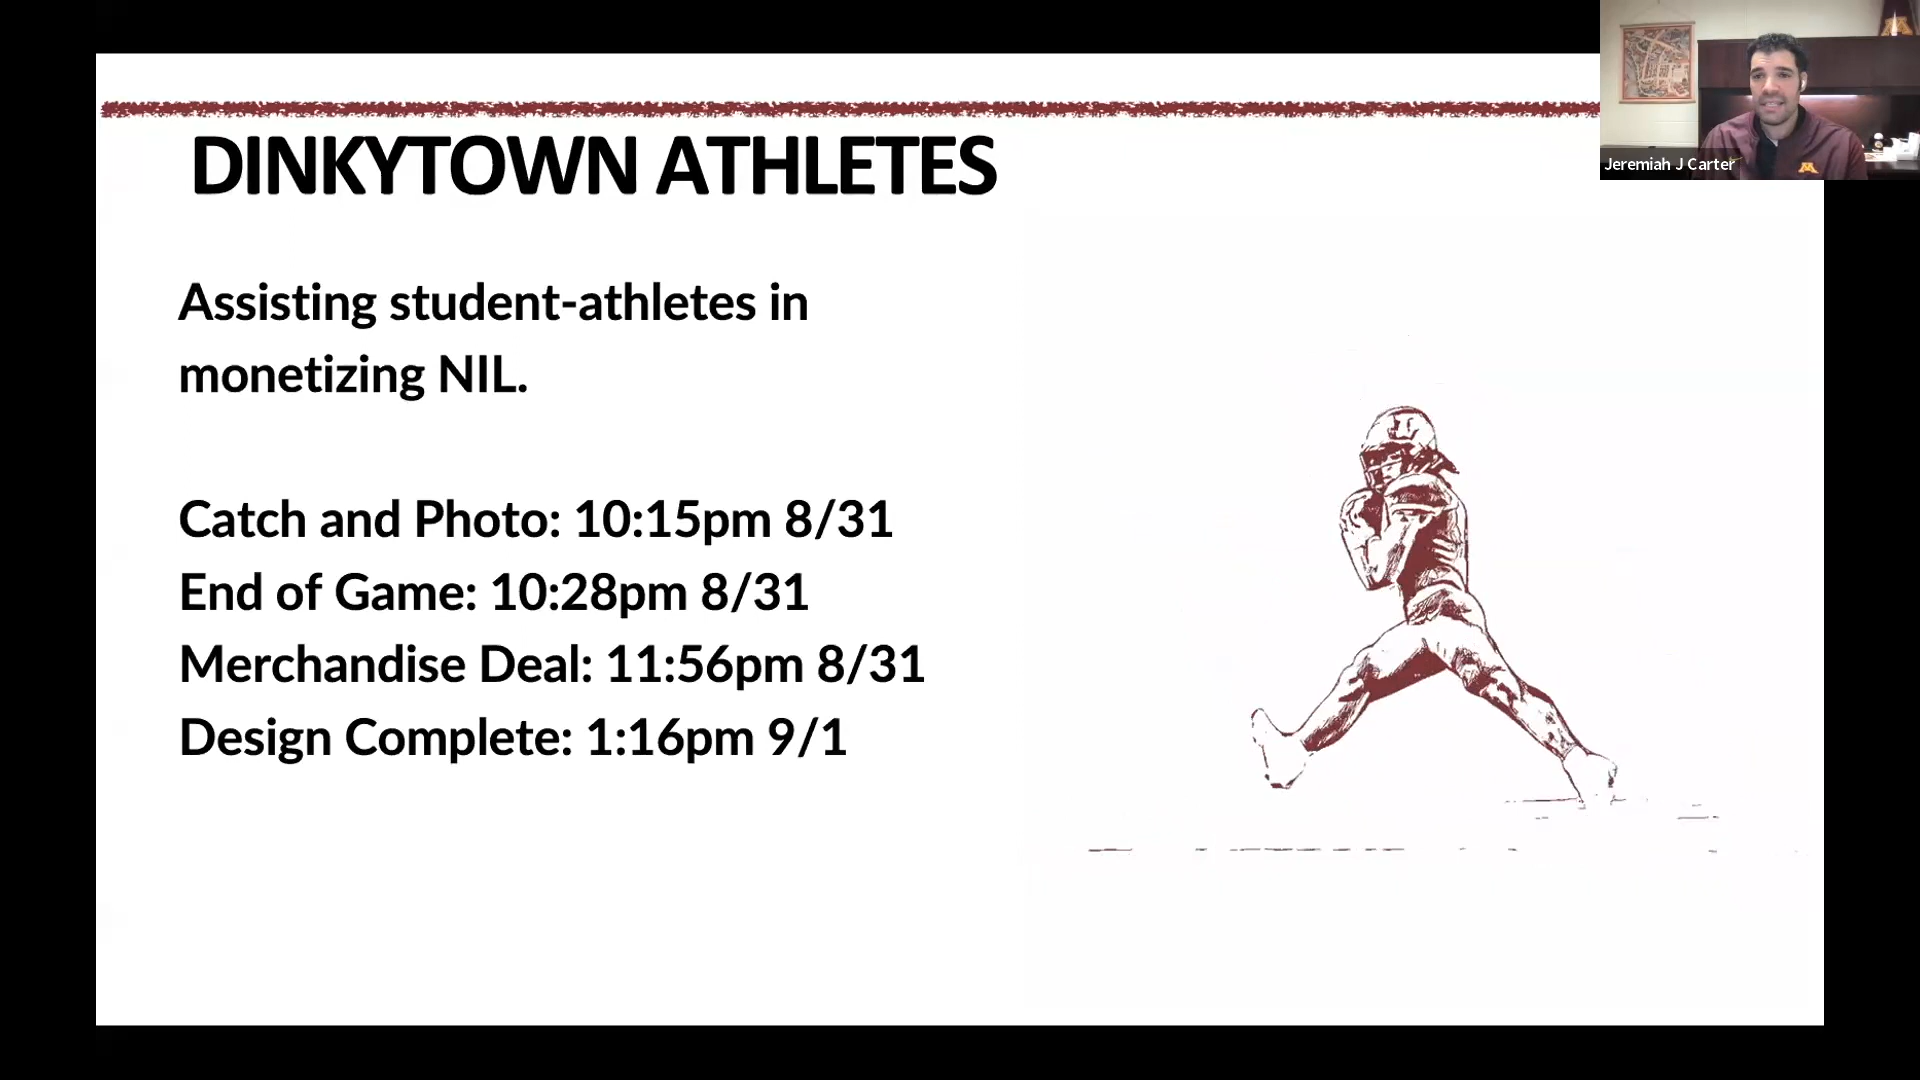 DINKYTOWN ATHLETES
Assisting student-athletes in
monetizing NIL.
Catch and Photo: 10:15pm 8/31
End of Game: 10:28pm 8/31
Merchandise Deal: 11:56pm 8/31
Design Complete: 1:16pm 9/1
Jeremiah J Carter